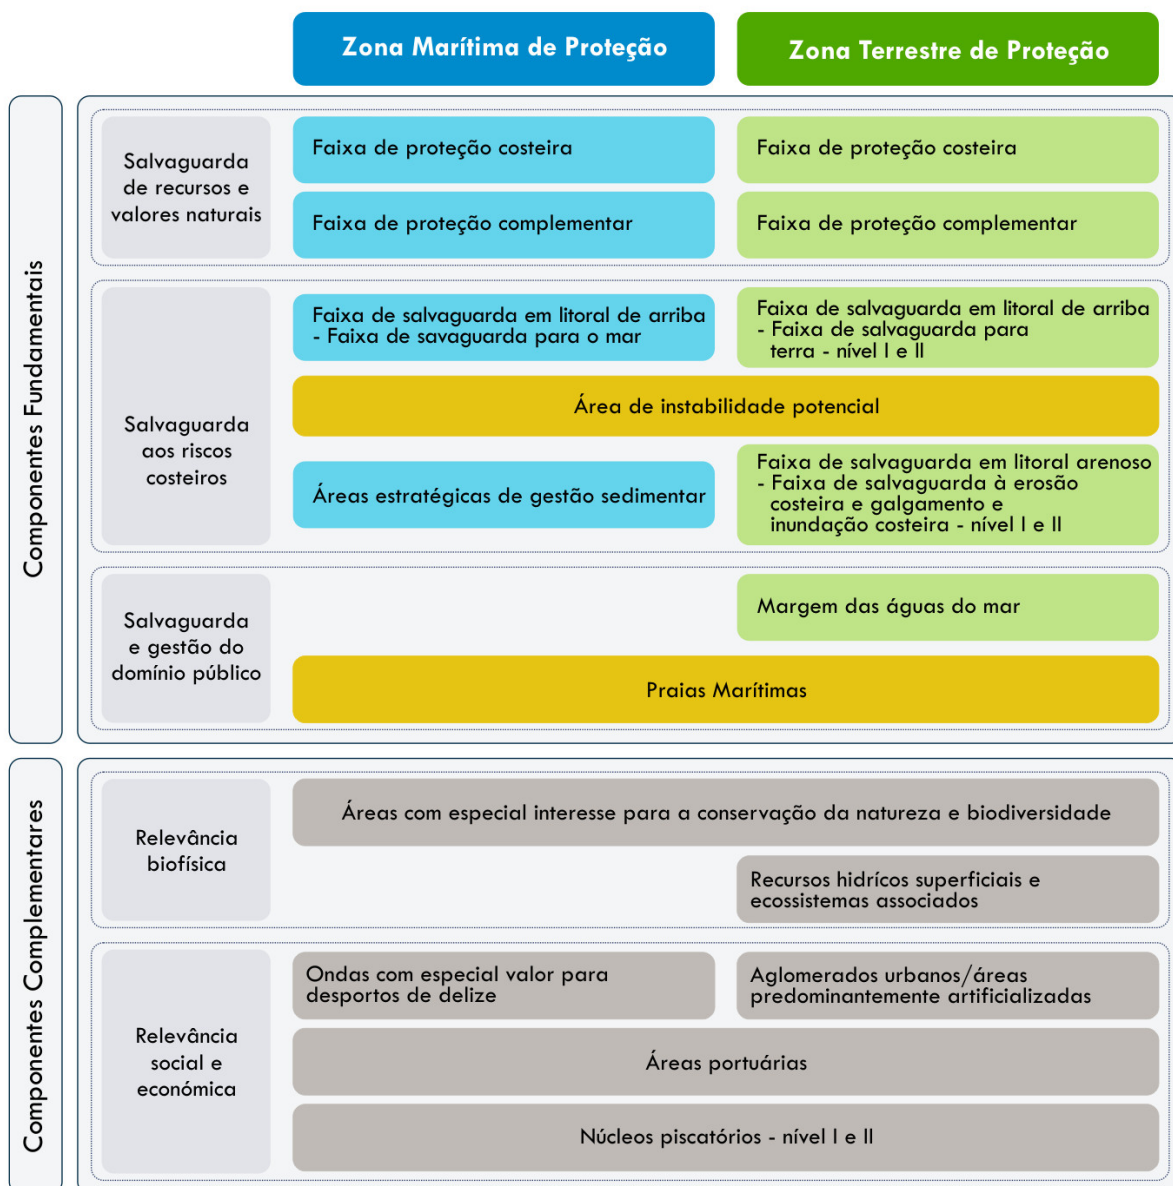 Zona Marítima de Proteção
Zona Terrestre de Proteção
Componentes Fundamentais
Salvaguarda
de recursos e
valores naturais
Faixa de proteção costeira
Faixa de proteção costeira
Faixa de proteção complementar
Faixa de proteção complementar
Salvaguarda
aos riscos
costeiros
Faixa de salvaguarda em litoral de arriba
- Faixa de savaguarda para o mar
Faixa de salvaguarda em litoral de arriba
- Faixa de salvaguarda para
terra - nível I e II
Área de instabilidade potencial
Áreas estratégicas de gestão sedimentar
Faixa de salvaguarda em litoral arenoso
- Faixa de salvaguarda à erosão
costeira e galgamento e
inundação costeira - nível I e II
Salvaguarda
e gestão do
domínio público
Margem das águas do mar
Praias Marítimas
Componentes Complementares
Relevância
biofísica
Áreas com especial interesse para a conservação da natureza e biodiversidade
Recursos hidrícos superficiais e
ecossistemas associados
Relevância
social e
económica
Ondas com especial valor para
desportos de delize
Aglomerados urbanos/áreas
predominantemente artificializadas
Áreas portuárias
Núcleos piscatórios - nível I e II